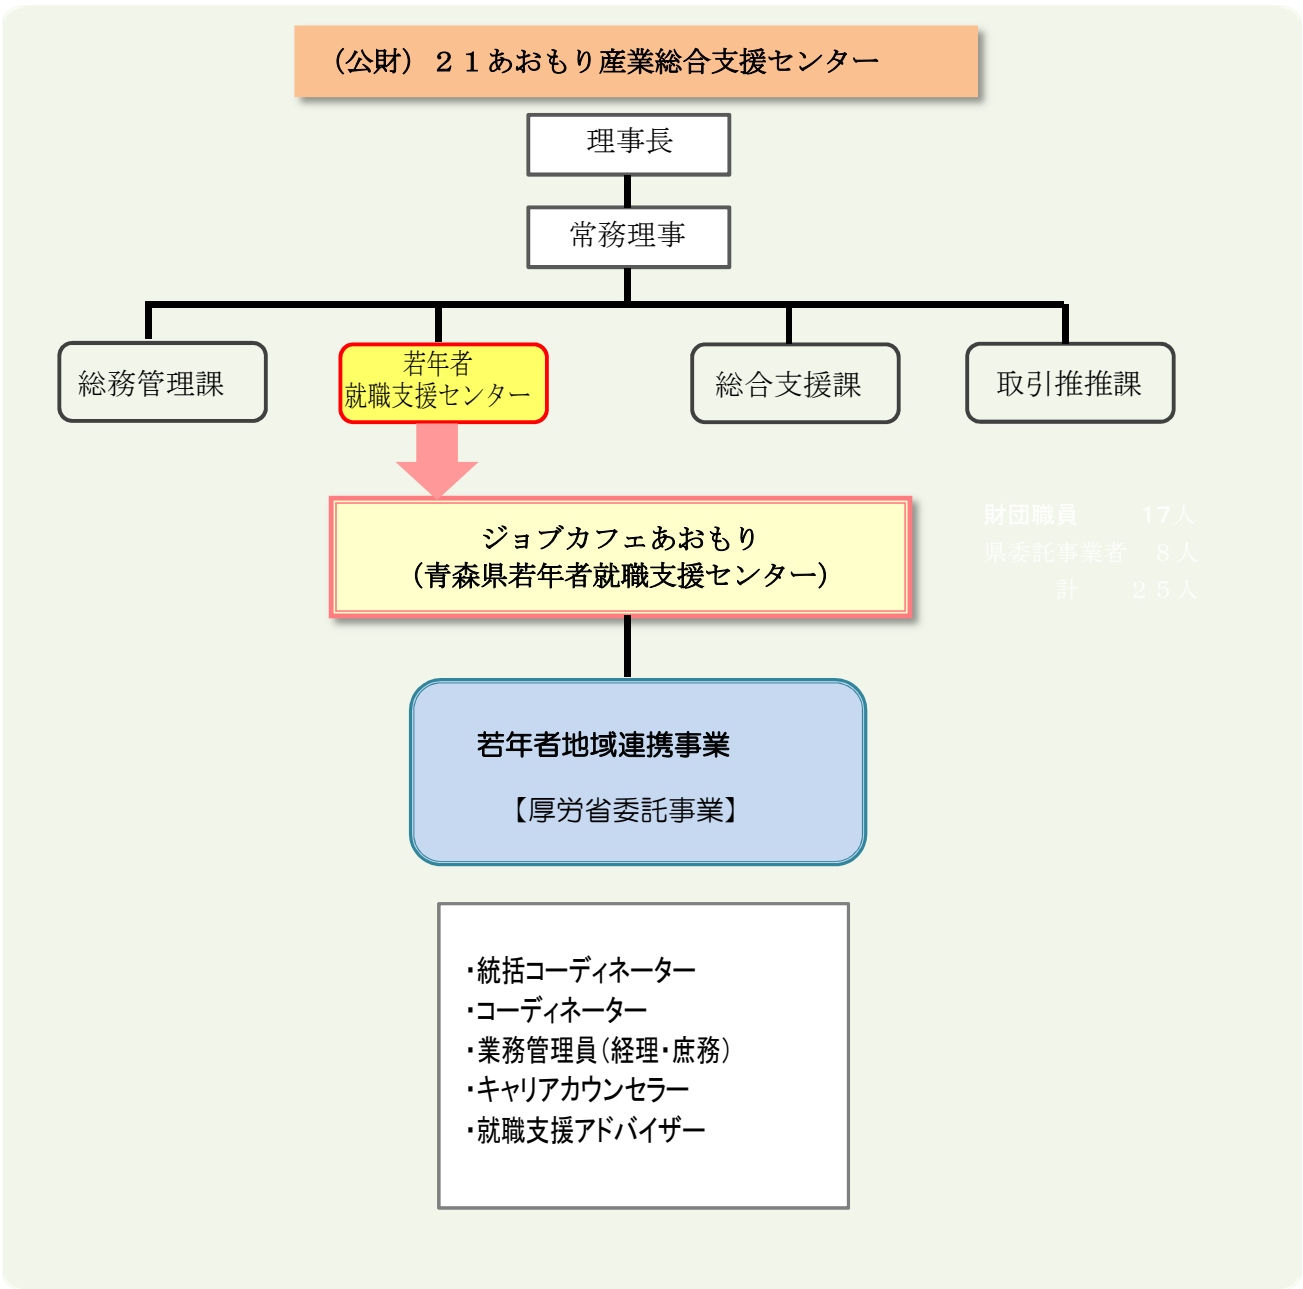 （公財）２１あおもり産業総合支援センター
理事長
常務理事
総務管理課
若年者
就職支援センター
総合支援課
取引推推課
ジョブカフェあおもり
（青森県若年者就職支援センター）
財団職員　　17人
県委託事業者　８人
計　　２５人
若年者地域連携事業
【厚労省委託事業】
・統括コーディネーター
・コーディネーター
・業務管理員（経理・庶務）
・キャリアカウンセラー
・就職支援アドバイザー